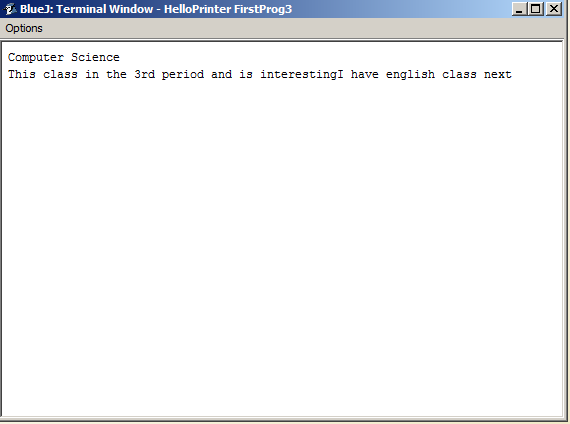 BlueJ: Terminal Window - HelloPrinter FirstProg3
Options
Computer Science
This class in the 3rd period and is interestingI have english class next